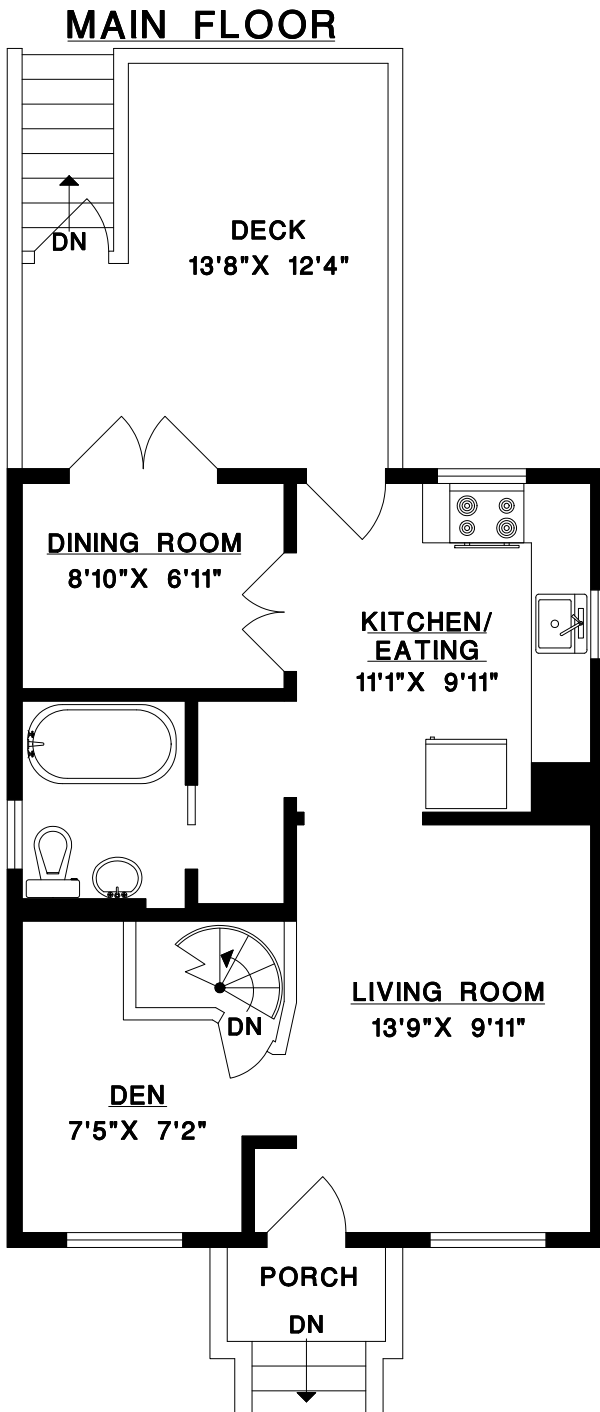 MAIN FLOOR
DN
DECK
13'8"X 12'4"
DINING ROOM
8'10"X 6'11"
KITCHEN/
EATING
11'1"X 9'11"
LIVING ROOM
13'9"X 9'11"
DN
DEN
7'5"X 7'2"
PORCH
DN